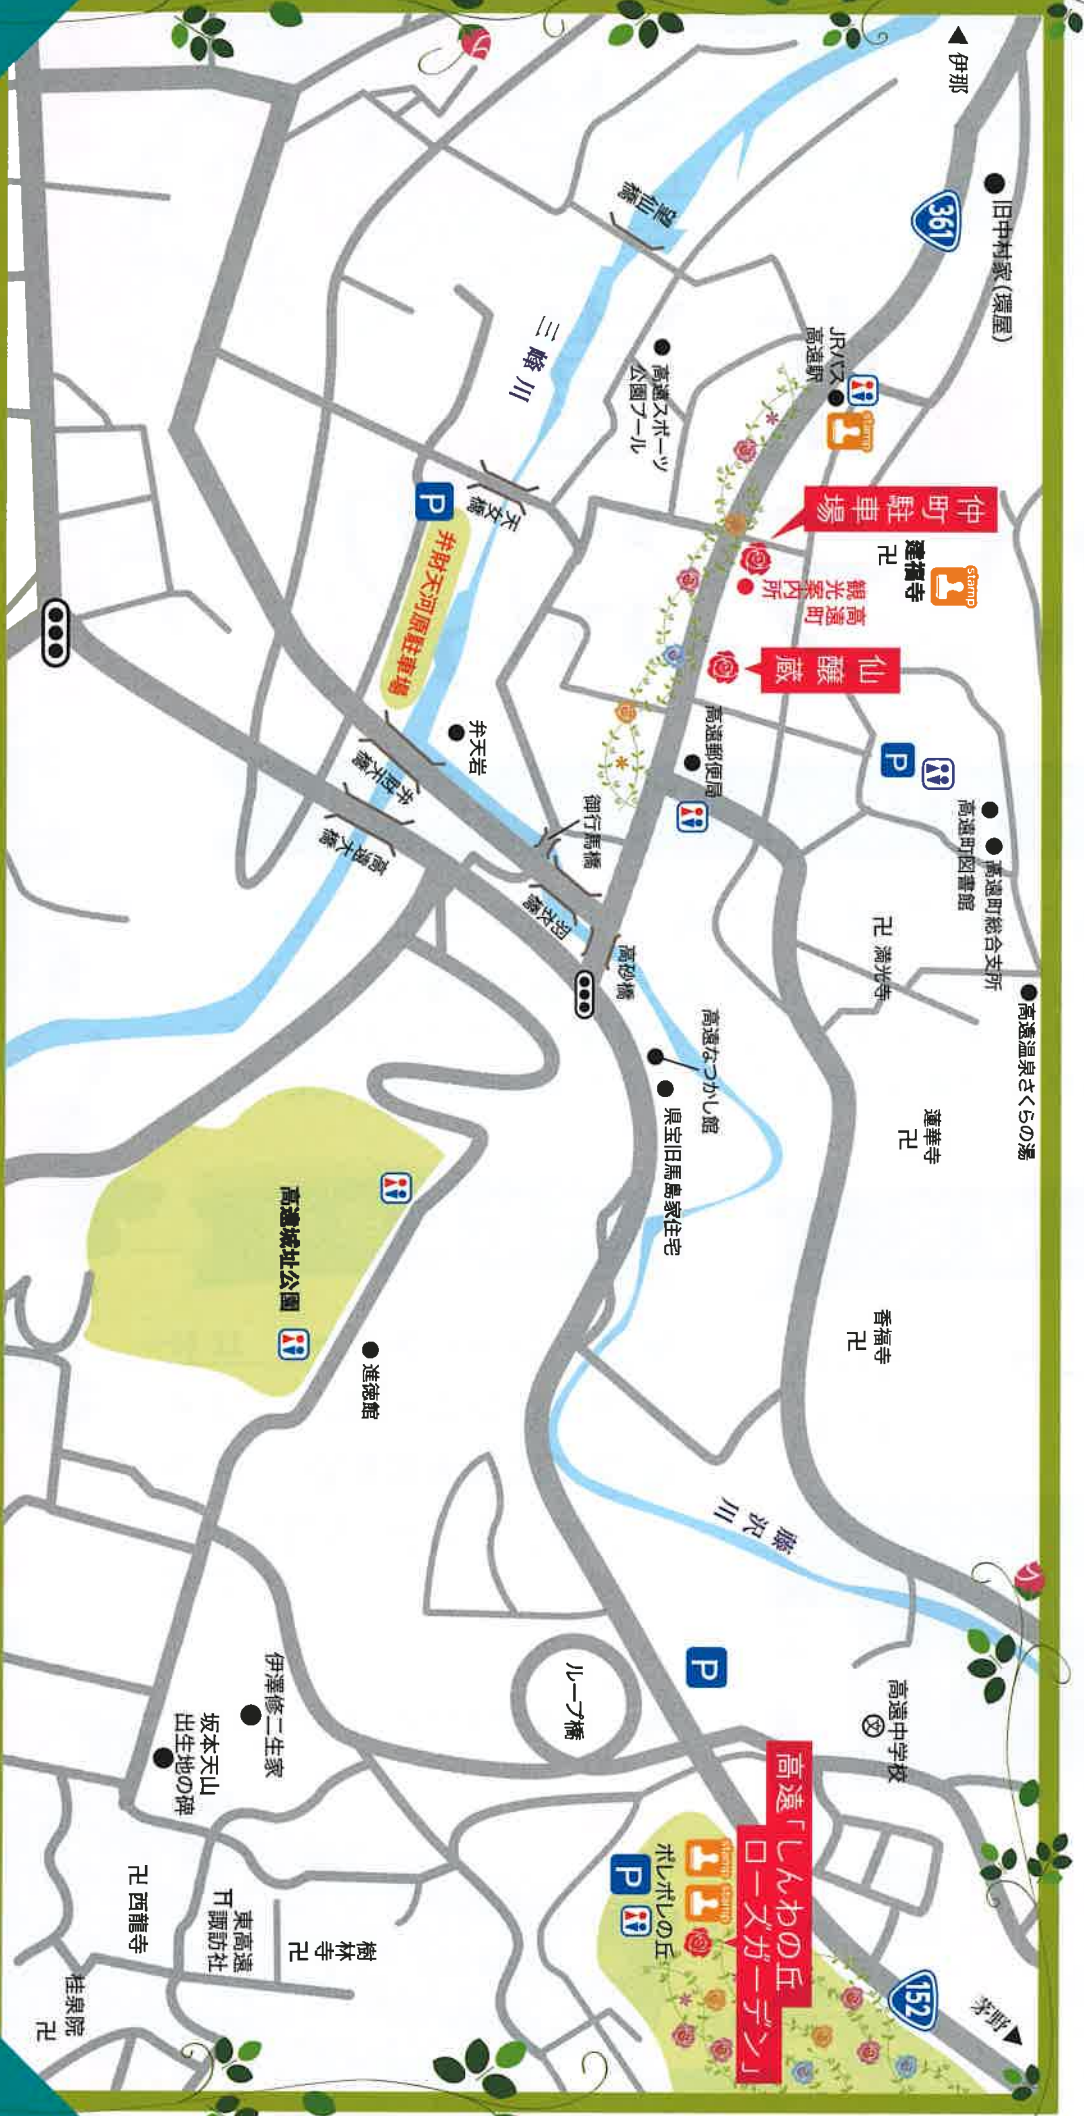 伊那
旧中村家(環屋)
361
JRバス
高遠駅
stamp
仲町駐車場
建福寺
stamp
高遠町
観光案内所
仙醸蔵
望仙橋
三峰川
高遠スポーツ
公園プール
天女橋
P
弁財天河原駐車場
弁天岩
弁財天橋
高遠大橋
御行馬橋
羽衣橋
高砂橋
高遠郵便局
P
高遠町図書館
高遠町総合支所
満光寺
高遠温泉さくらの湯
蓮華寺
香福寺
高遠なつかし館
県宝旧馬島家住宅
高遠城址公園
進徳館
藤沢川
ループ橋
P
高遠中学校
文
高遠「しんわの丘
ローズガーデン」
stamp
stamp
ポレポレの丘
P
152
茅野
伊澤修二生家
坂本天山
出生地の碑
東高遠
諏訪社
樹林寺
西龍寺
桂泉院